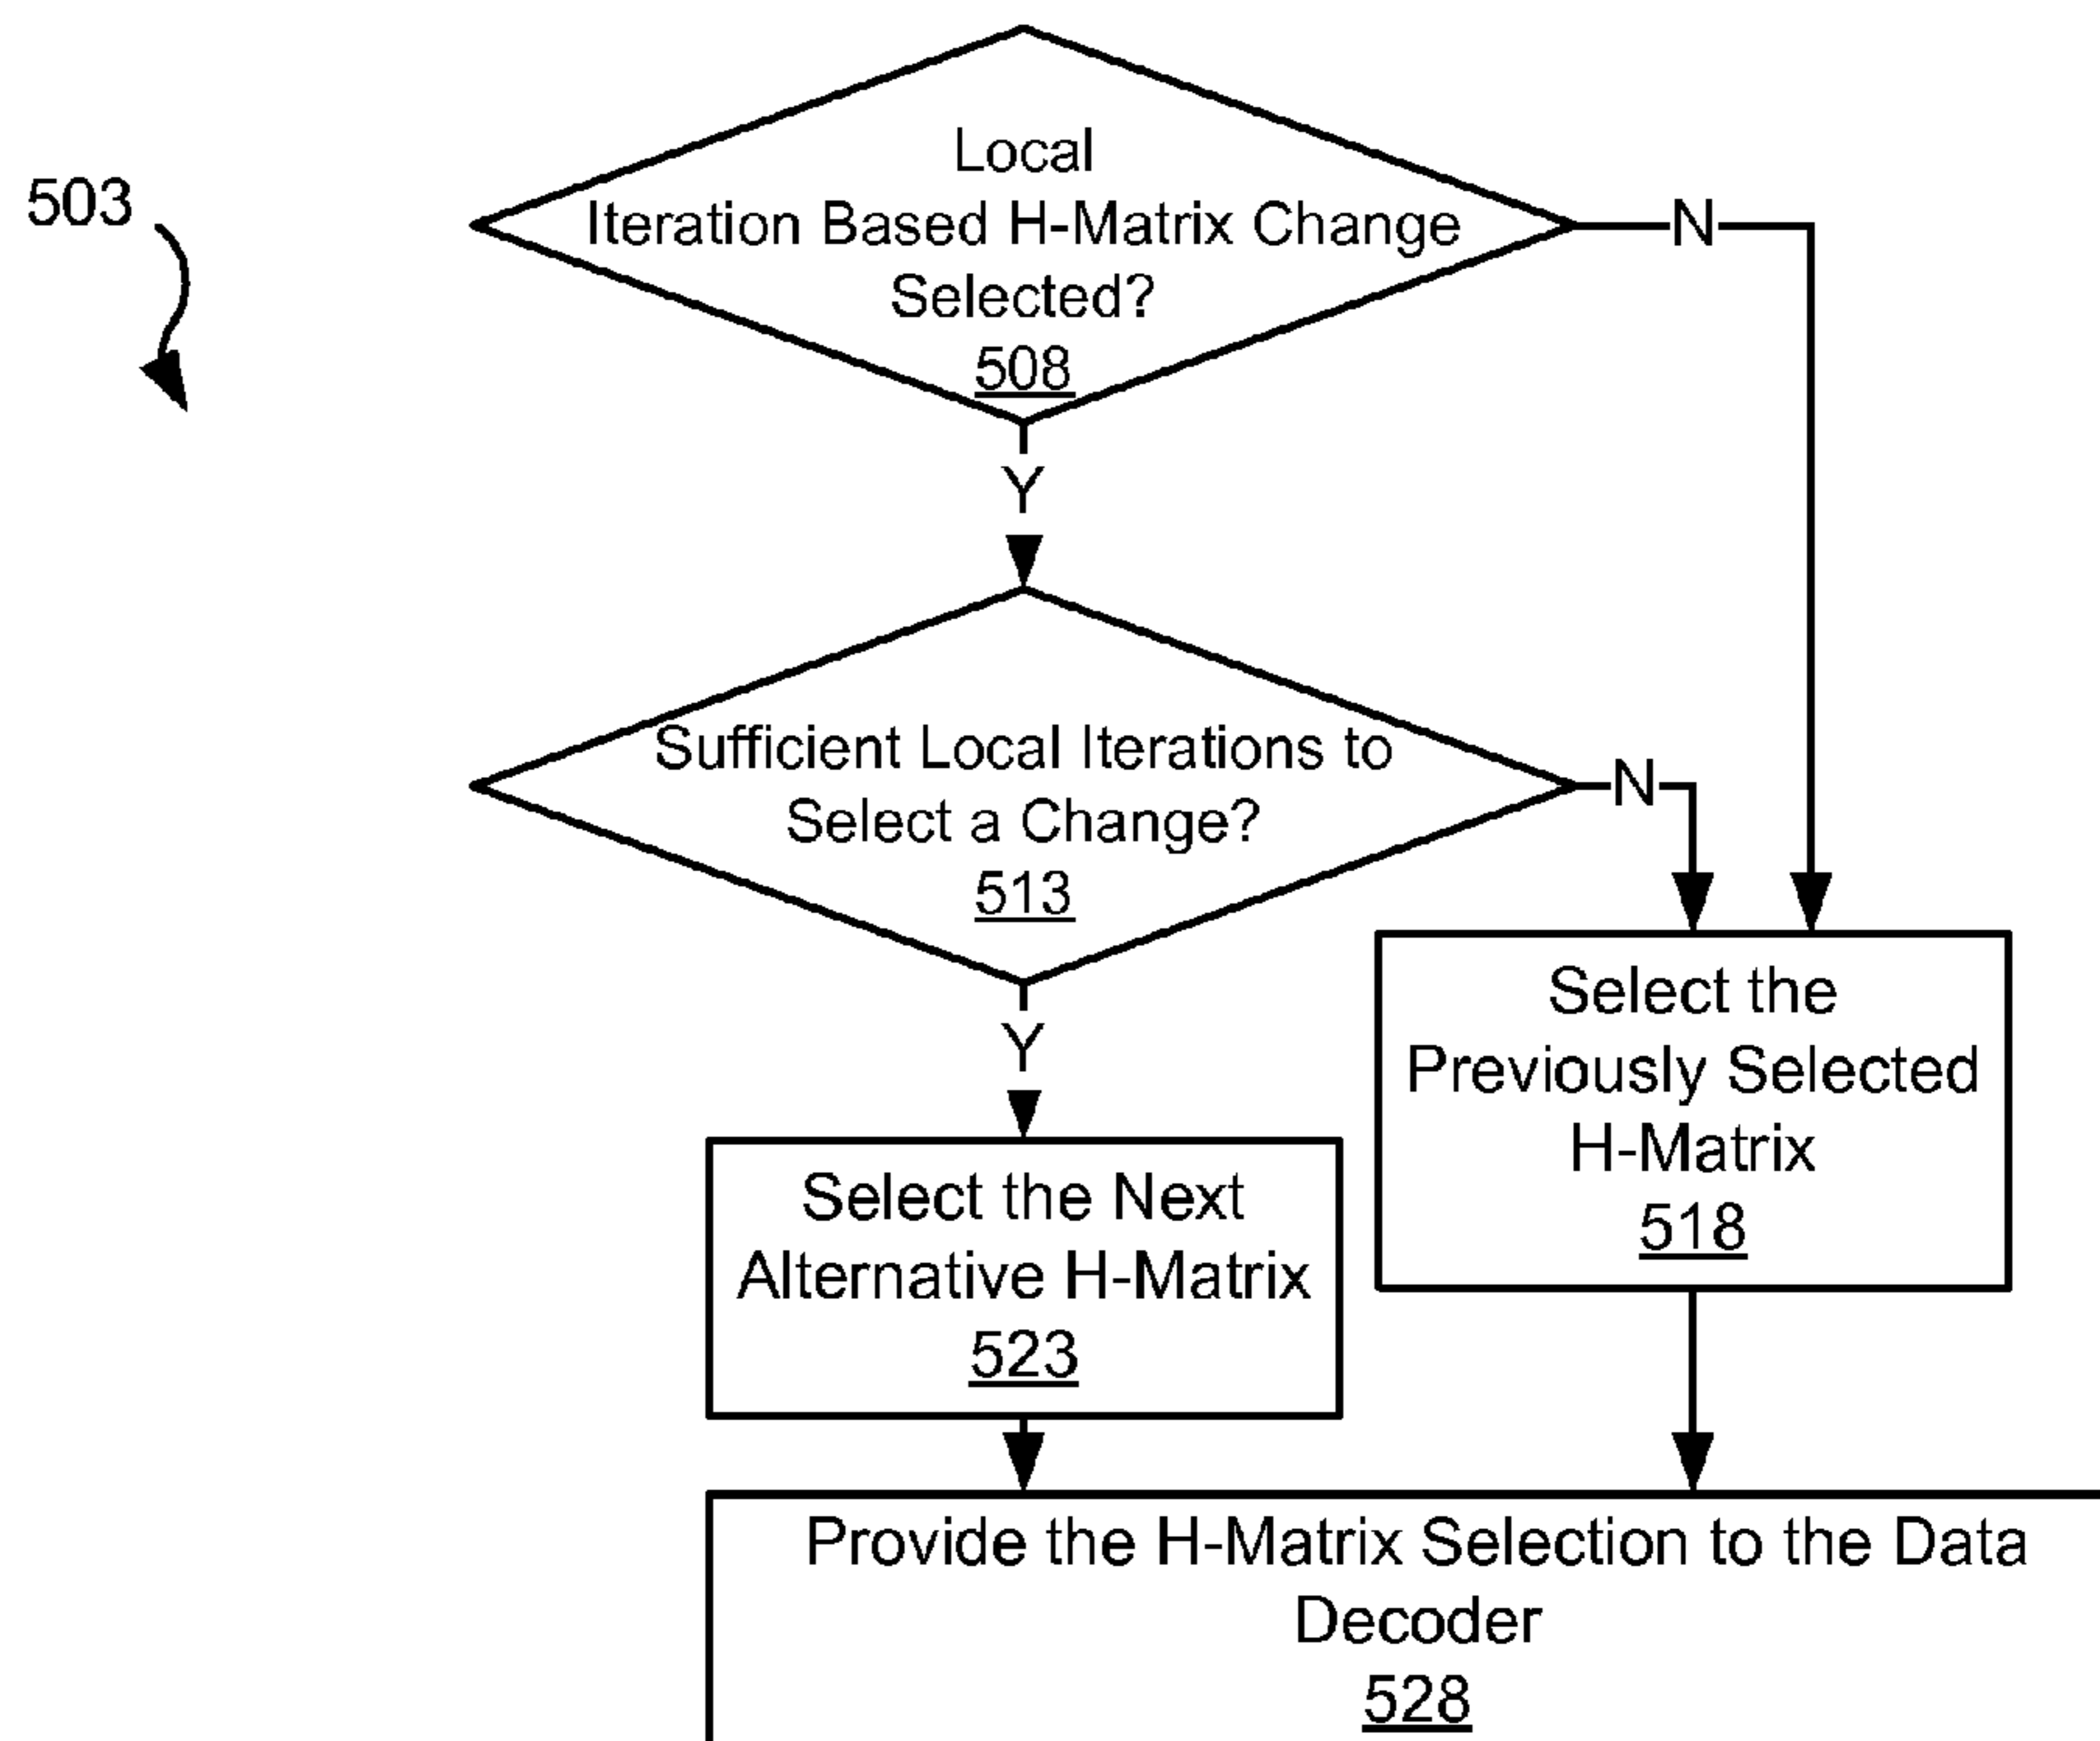 503
Local
Iteration Based H-Matrix Change
Selected?
508
N
Y
Sufficient Local Iterations to
Select a Change?
513
N
Y
Select the
Previously Selected
H-Matrix
518
Select the Next
Alternative H-Matrix
523
Provide the H-Matrix Selection to the Data
Decoder
528